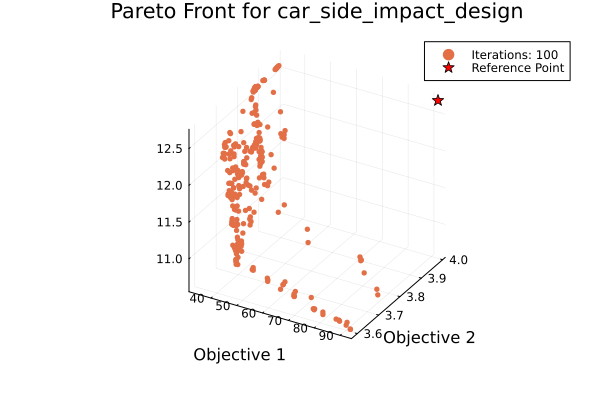 Pareto Front for car_side_impact_design
Iterations: 100
Reference Point
12.5
12.0
11.5
11.0
40 50 60 70 80 90
3.6 3.7 3.8 3.9 4.0
Objective 1
Objective 2